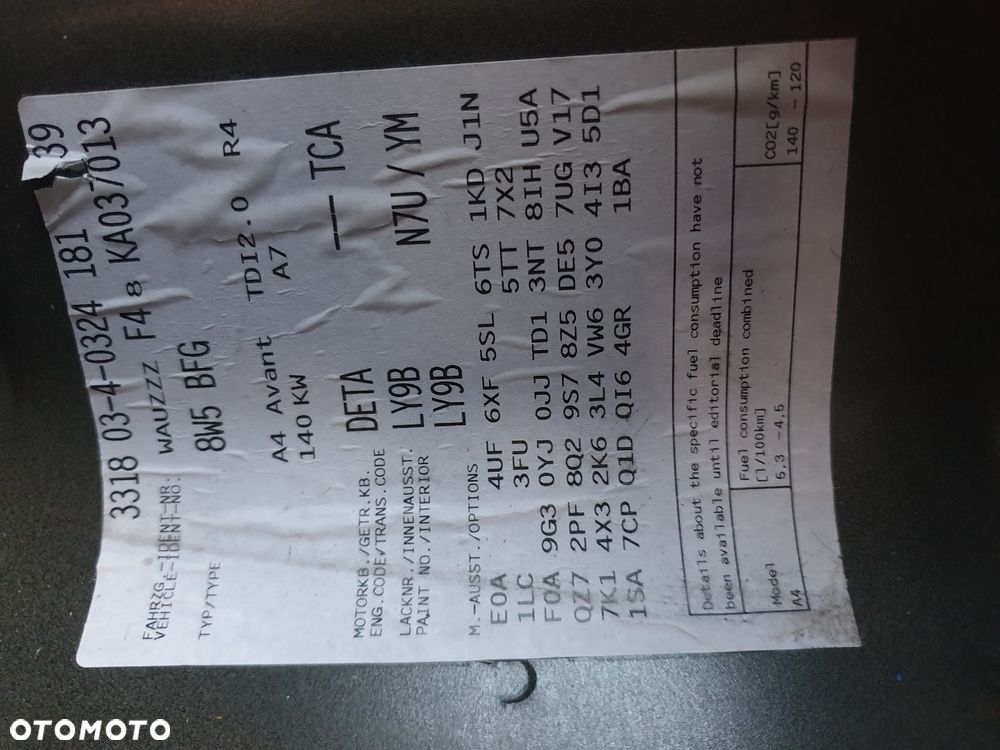 3318 03-4-0324 181 39
FAHRZG.-IDENT-NR.
VEHICLE-IDENT-NO. WAUZZZ F4 8 KA037013
TYP/TYPE 8W5 BFG
A4 Avant TDI2.0 R4
140 KW A7
MOTORKB./GETR.KB.
ENG.CODE/TRANS.CODE DETA --- TCA
LACKNR./INNENAUSST. LY9B N7U / YM
PAINT NO./INTERIOR LY9B
M.-AUSST./OPTIONS
E0A 4UF 6XF 5SL 6TS 1KD J1N
1LC 3FU 5TT 7X2
F0A 9G3 0YJ 0JJ TD1 3NT 8IH U5A
QZ7 2PF 8Q2 9S7 8Z5 DE5 7UG V17
7K1 4X3 2K6 3L4 VW6 3Y0 4I3 5D1
1SA 7CP Q1D QI6 4GR 1BA
Details about the specific fuel consumption have not
been available until editorial deadline
Model Fuel consumption combined [l/100km] CO2[g/km]
A4 5,3 -4,5 140 - 120
OTOMOTO